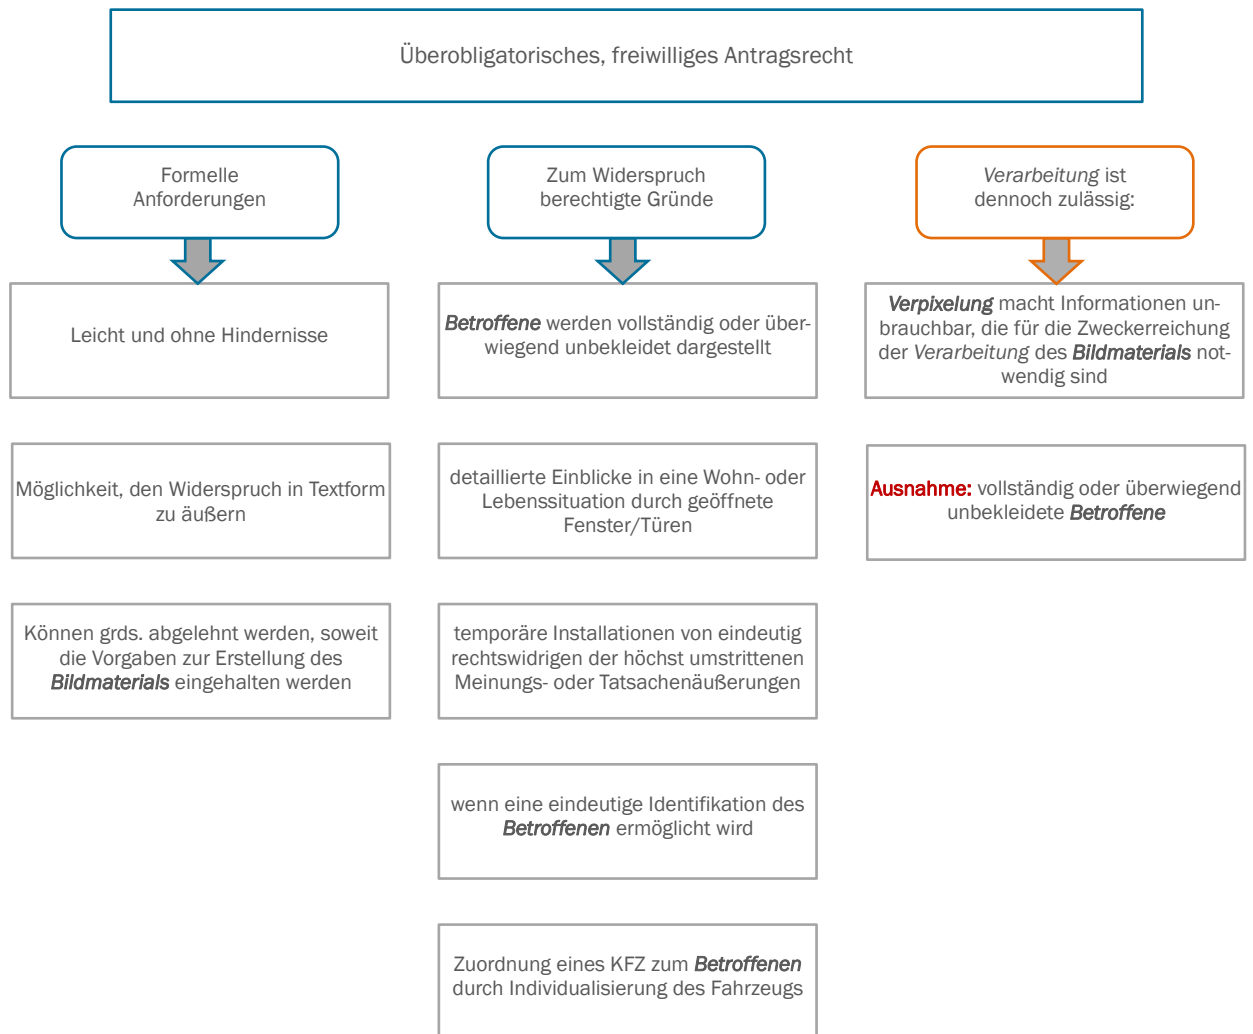 Überobligatorisches, freiwilliges Antragsrecht
Formelle
Anforderungen
Leicht und ohne Hindernisse
Möglichkeit, den Widerspruch in Textform
zu äußern
Können grds. abgelehnt werden, soweit
die Vorgaben zur Erstellung des
Bildmaterials eingehalten werden
Zum Widerspruch
berechtigte Gründe
Betroffene werden vollständig oder über-
wiegend unbekleidet dargestellt
detaillierte Einblicke in eine Wohn- oder
Lebenssituation durch geöffnete
Fenster/Türen
temporäre Installationen von eindeutig
rechtswidrigen der höchst umstrittenen
Meinungs- oder Tatsachenäußerungen
wenn eine eindeutige Identifikation des
Betroffenen ermöglicht wird
Zuordnung eines KFZ zum Betroffenen
durch Individualisierung des Fahrzeugs
Verarbeitung ist
dennoch zulässig:
Verpixelung macht Informationen un-
brauchbar, die für die Zweckerreichung
der Verarbeitung des Bildmaterials not-
wendig sind
Ausnahme: vollständig oder überwiegend
unbekleidete Betroffene